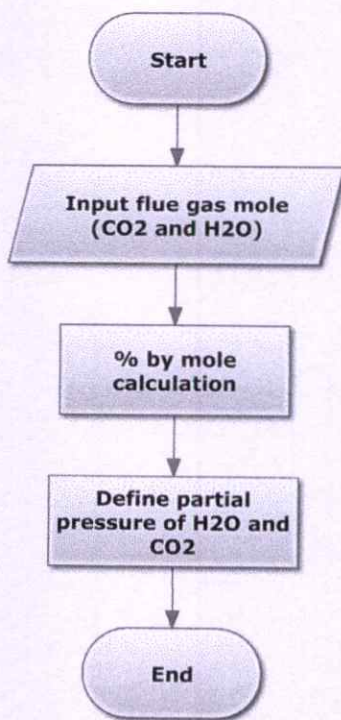 Start
Input flue gas mole
(CO2 and H2O)
% by mole
calculation
Define partial
pressure of H2O and
CO2
End